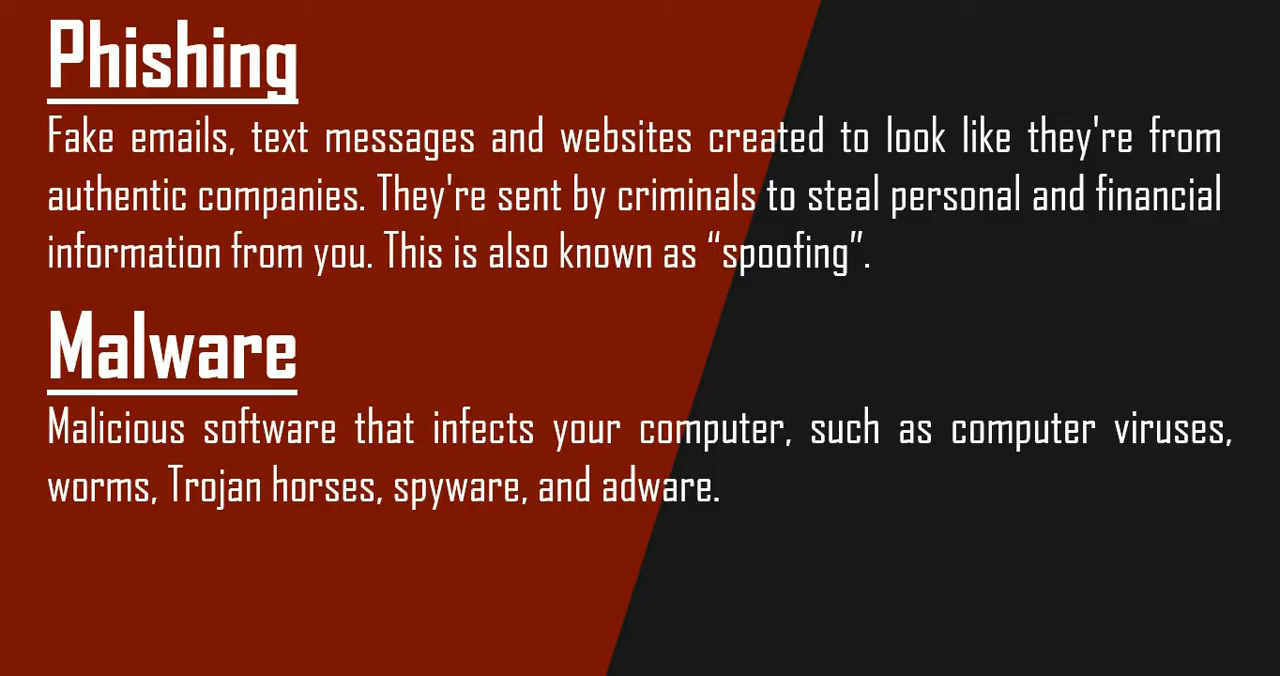 Phishing
Fake emails, text messages and websites created to look like they're from
authentic companies. They're sent by criminals to steal personal and financial
information from you. This is also known as “spoofing”.
Malware
Malicious software that infects your computer, such as computer viruses,
worms, Trojan horses, spyware, and adware.